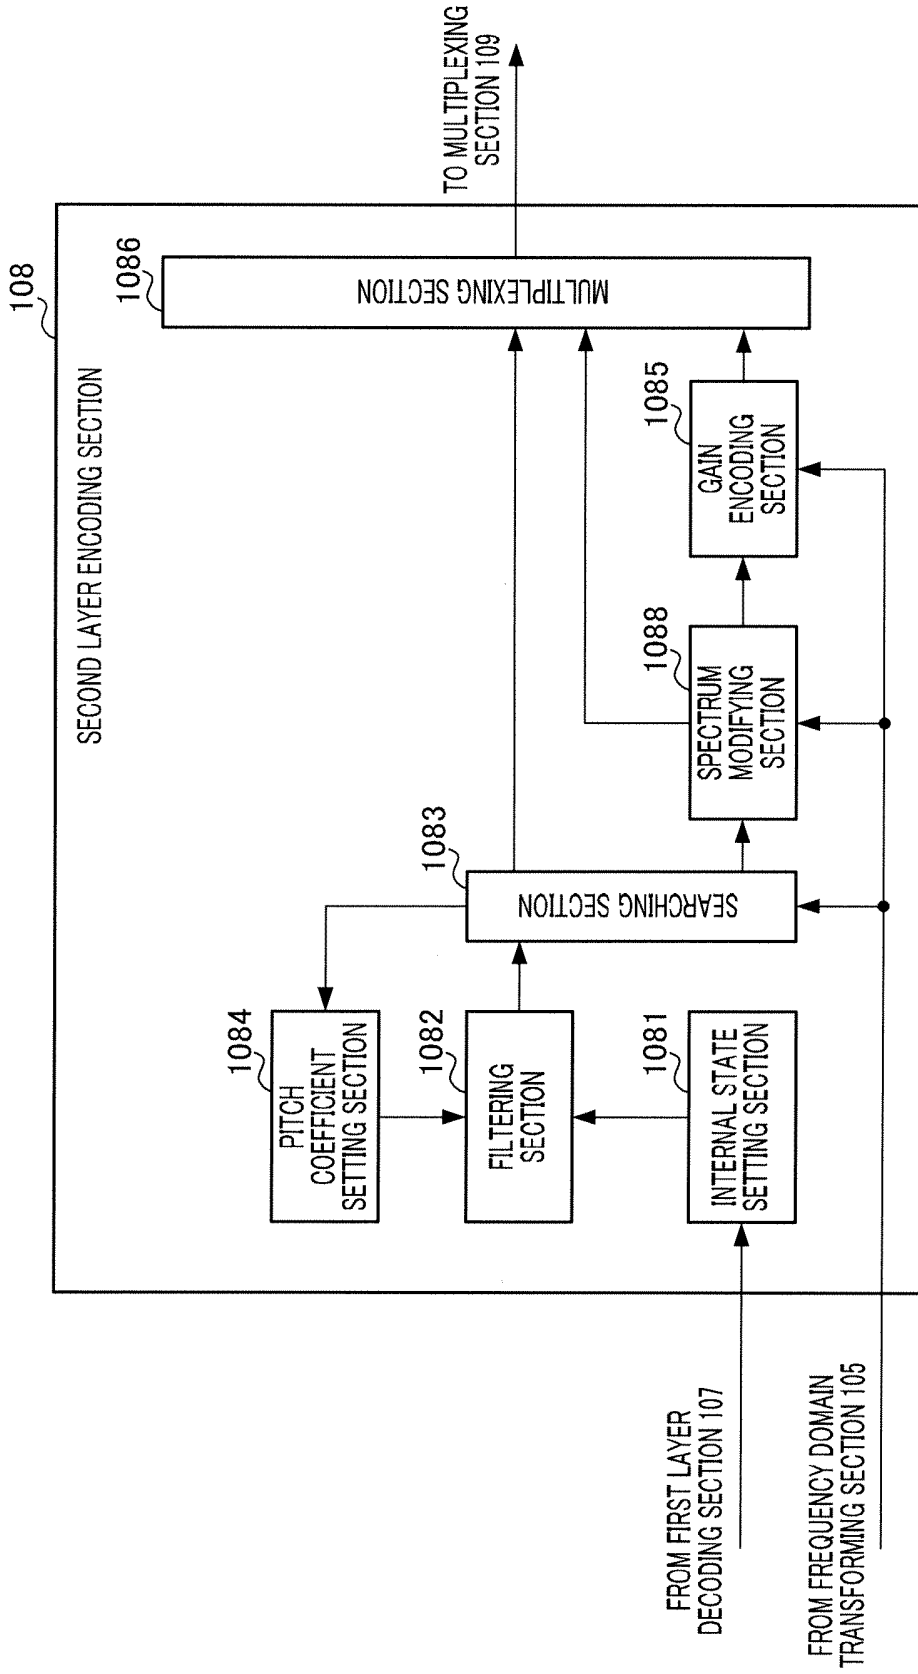 108
SECOND LAYER ENCODING SECTION
1086
MULTIPLEXING SECTION
TO MULTIPLEXING
SECTION 109
1084
PITCH
COEFFICIENT
SETTING SECTION
1083
SEARCHING SECTION
1082
FILTERING
SECTION
1088
SPECTRUM
MODIFYING
SECTION
1085
GAIN
ENCODING
SECTION
1081
INTERNAL STATE
SETTING SECTION
FROM FIRST LAYER
DECODING SECTION 107
FROM FREQUENCY DOMAIN
TRANSFORMING SECTION 105